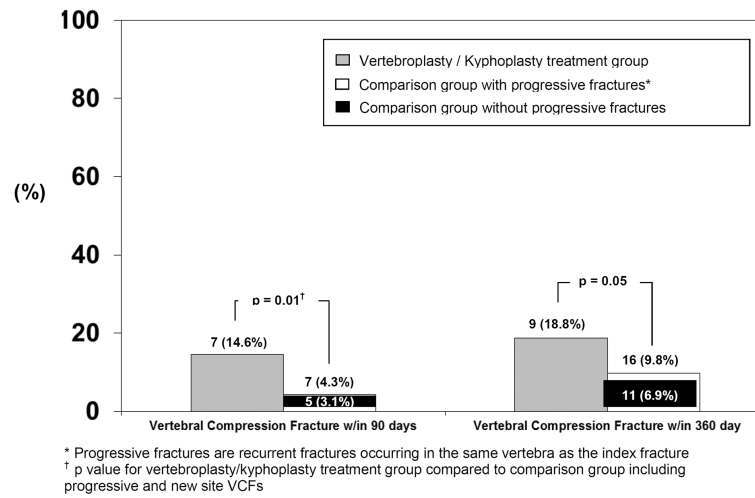 100
80
60
(%)
40
20
0
Vertebroplasty / Kyphoplasty treatment group
Comparison group with progressive fractures*
Comparison group without progressive fractures
p = 0.01†
7 (14.6%)
7 (4.3%)
5 (3.1%)
p = 0.05
9 (18.8%)
16 (9.8%)
11 (6.9%)
Vertebral Compression Fracture w/in 90 days
Vertebral Compression Fracture w/in 360 day
* Progressive fractures are recurrent fractures occurring in the same vertebra as the index fracture
† p value for vertebroplasty/kyphoplasty treatment group compared to comparison group including
progressive and new site VCFs